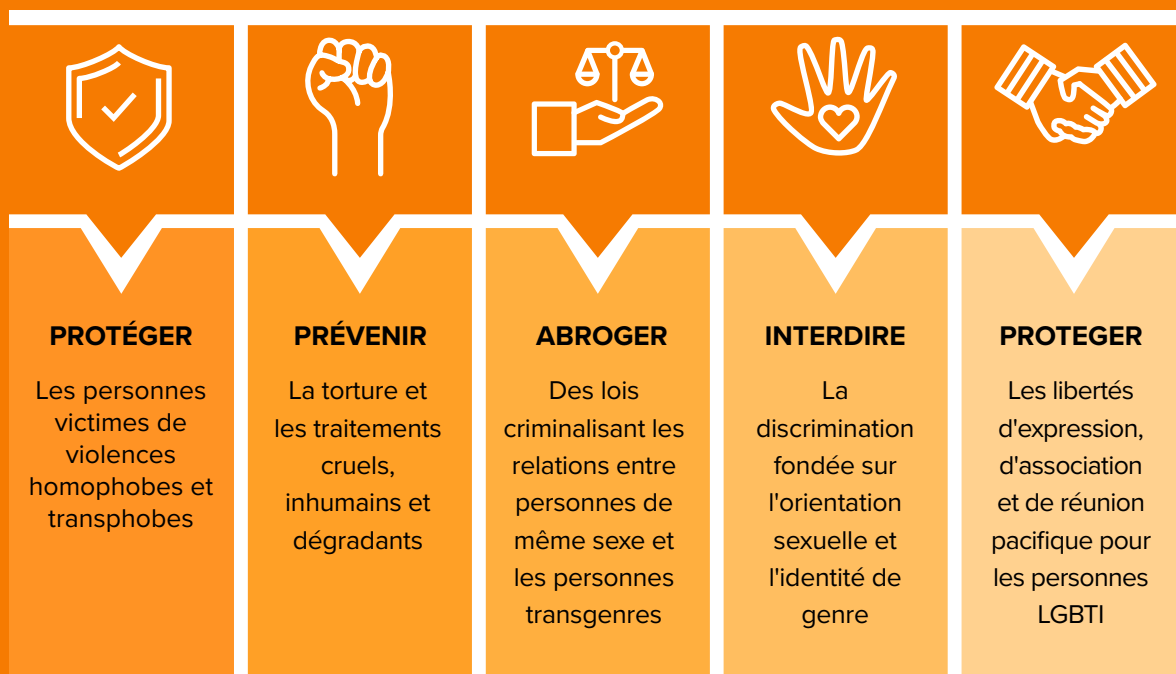 PROTÉGER
Les personnes
victimes de
violences
homophobes et
transphobes
PRÉVENIR
La torture et
les traitements
cruels,
inhumains et
dégradants
ABROGER
Des lois
criminalisant les
relations entre
personnes de
même sexe et
les personnes
transgenres
INTERDIRE
La
discrimination
fondée sur
l'orientation
sexuelle et
l'identité de
genre
PROTEGER
Les libertés
d'expression,
d'association
et de réunion
pacifique pour
les personnes
LGBTI